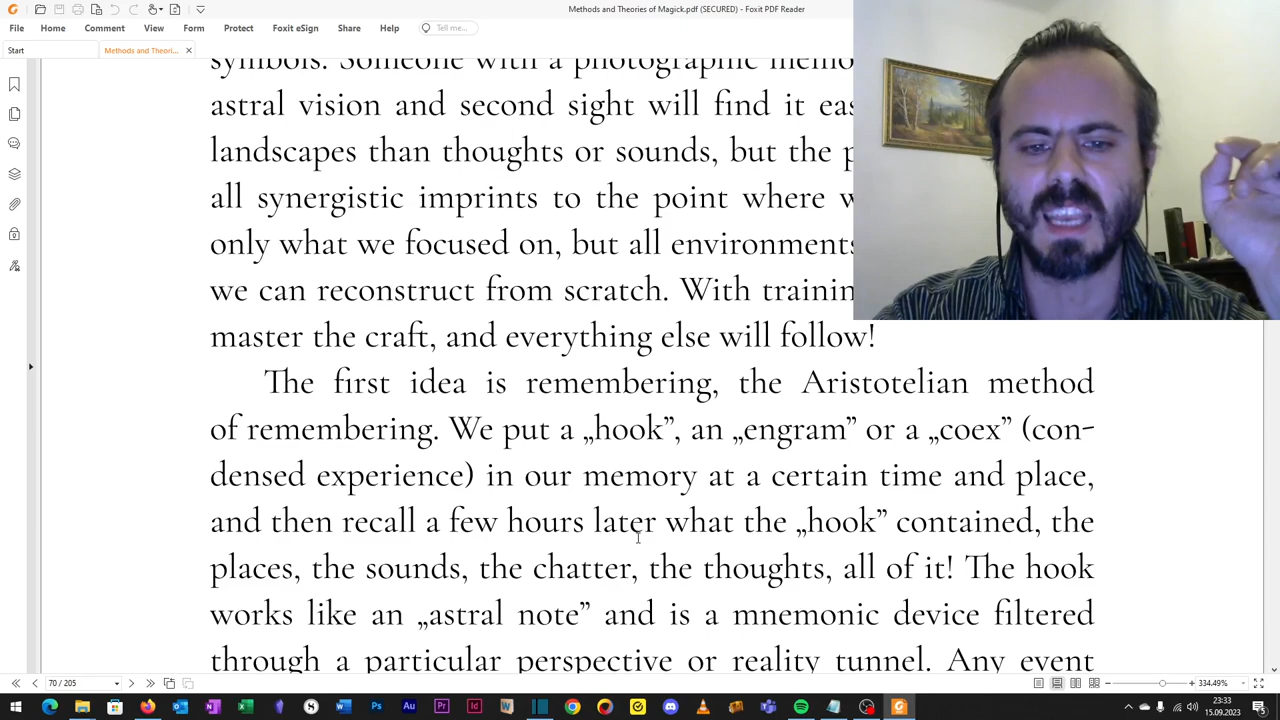 Methods and Theories of Magick.pdf (SECURED) - Foxit PDF Reader
File Home Comment View Form Protect Foxit eSign Share Help Tell me...
Start Methods and Theori...
symbols. Someone with a photographic
astral vision and second sight will find it
landscapes than thoughts or sounds, but the
all synergistic imprints to the point where
only what we focused on, but all environments
we can reconstruct from scratch. With
master the craft, and everything else will follow!
The first idea is remembering, the Aristotelian method
of remembering. We put a „hook”, an „engram” or a „coex” (con-
densed experience) in our memory at a certain time and place,
and then recall a few hours later what the „hook” contained, the
places, the sounds, the chatter, the thoughts, all of it! The hook
works like an „astral note” and is a mnemonic device filtered
through a particular perspective or reality tunnel. Any event
70 / 205 334.49%
23:33
15.09.2023